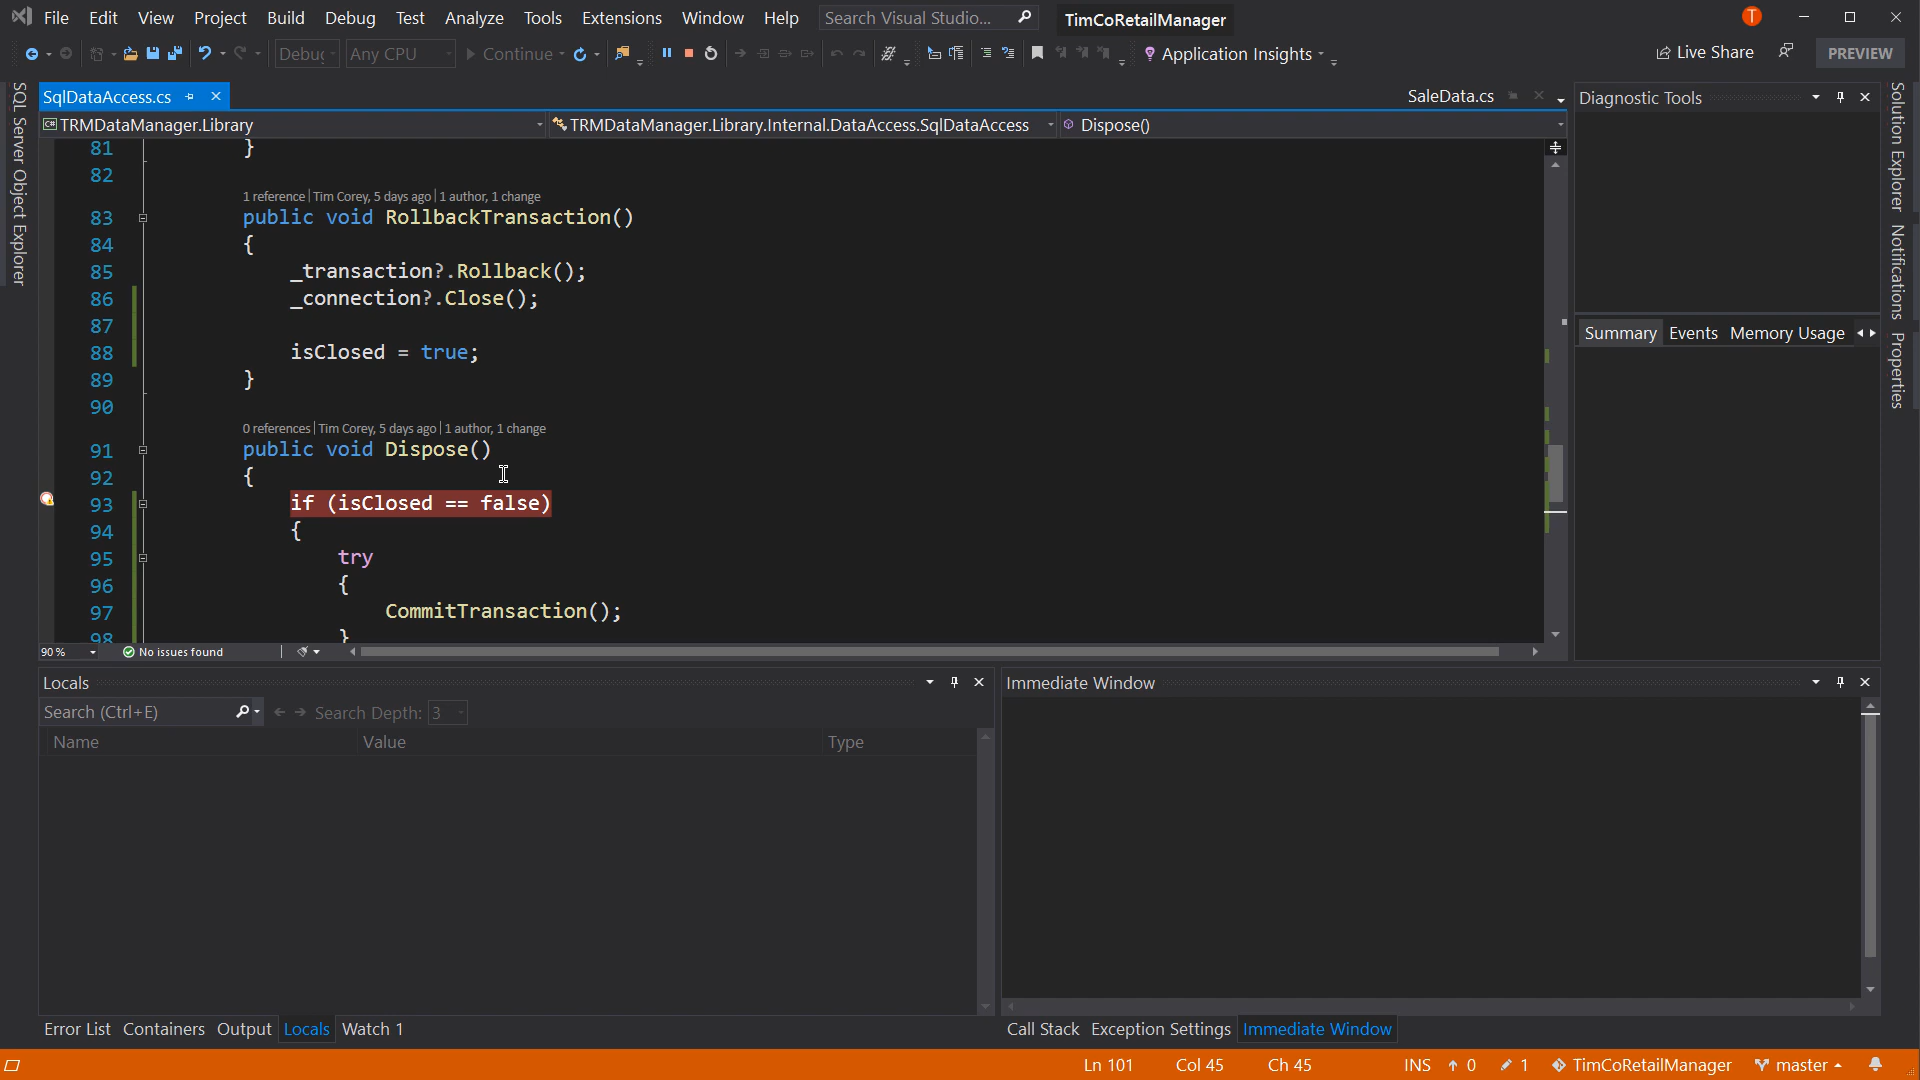 File Edit View Project Build Debug Test Analyze Tools Extensions Window Help Search Visual Studio... TimCoRetailManager T
Debug Any CPU Continue Application Insights Live Share PREVIEW
SqlDataAccess.cs SaleData.cs
TRMDataManager.Library TRMDataManager.Library.Internal.DataAccess.SqlDataAccess Dispose()
81 }
82
1 reference | Tim Corey, 5 days ago | 1 author, 1 change
83 public void RollbackTransaction()
84 {
85 _transaction?.Rollback();
86 _connection?.Close();
87
88 isClosed = true;
89 }
90
0 references | Tim Corey, 5 days ago | 1 author, 1 change
91 public void Dispose()
92 {
93 if (isClosed == false)
94 {
95 try
96 {
97 CommitTransaction();
98 }
90 % No issues found
SQL Server Object Explorer
Diagnostic Tools
Summary Events Memory Usage
Solution Explorer
Notifications
Properties
Locals
Search (Ctrl+E) Search Depth: 3
Name Value Type
Error List Containers Output Locals Watch 1
Immediate Window
Call Stack Exception Settings Immediate Window
Ln 101 Col 45 Ch 45 INS 0 1 TimCoRetailManager master